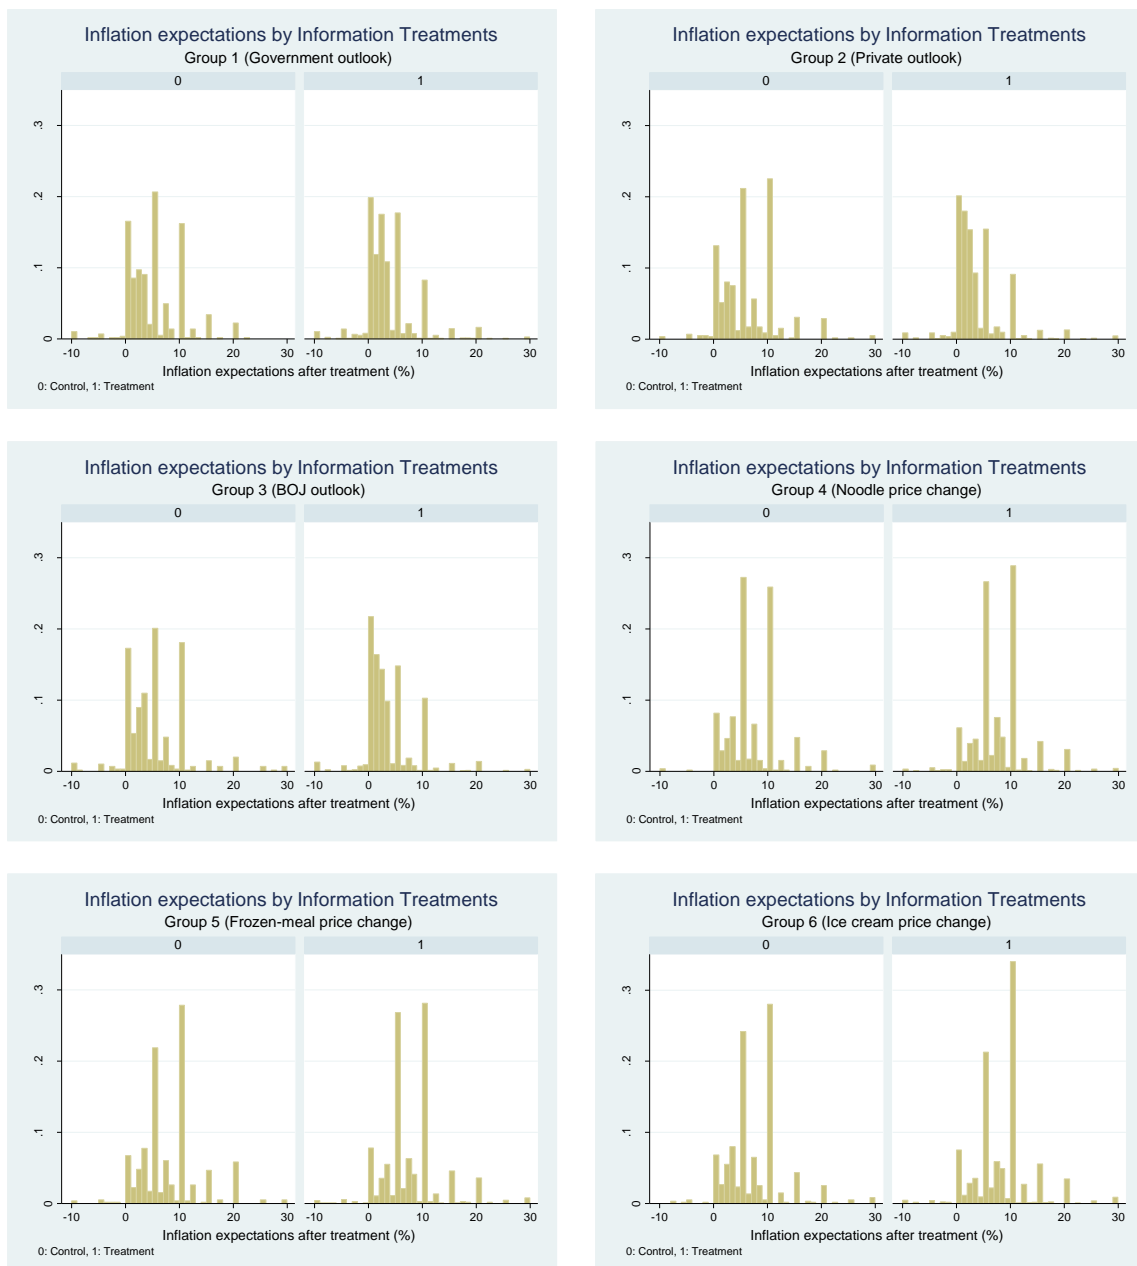 Inflation expectations by Information Treatments
Group 1 (Government outlook)
0 1
.3
.2
.1
0
-10 0 10 20 30 -10 0 10 20 30
Inflation expectations after treatment (%)
0: Control, 1: Treatment
Inflation expectations by Information Treatments
Group 2 (Private outlook)
0 1
.3
.2
.1
0
-10 0 10 20 30 -10 0 10 20 30
Inflation expectations after treatment (%)
0: Control, 1: Treatment
Inflation expectations by Information Treatments
Group 3 (BOJ outlook)
0 1
.3
.2
.1
0
-10 0 10 20 30 -10 0 10 20 30
Inflation expectations after treatment (%)
0: Control, 1: Treatment
Inflation expectations by Information Treatments
Group 4 (Noodle price change)
0 1
.3
.2
.1
0
-10 0 10 20 30 -10 0 10 20 30
Inflation expectations after treatment (%)
0: Control, 1: Treatment
Inflation expectations by Information Treatments
Group 5 (Frozen-meal price change)
0 1
.3
.2
.1
0
-10 0 10 20 30 -10 0 10 20 30
Inflation expectations after treatment (%)
0: Control, 1: Treatment
Inflation expectations by Information Treatments
Group 6 (Ice cream price change)
0 1
.3
.2
.1
0
-10 0 10 20 30 -10 0 10 20 30
Inflation expectations after treatment (%)
0: Control, 1: Treatment